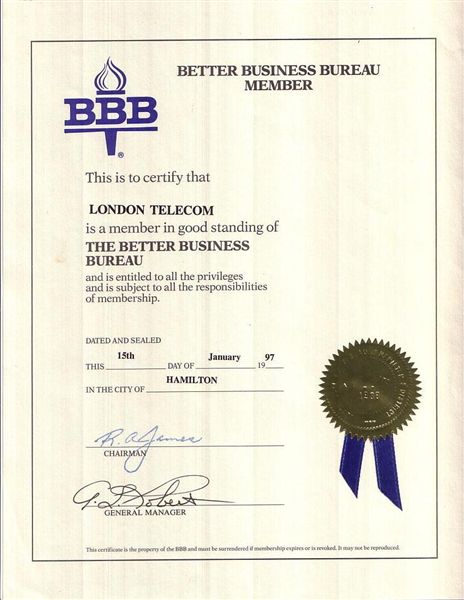 BBB
®
BETTER BUSINESS BUREAU
MEMBER
This is to certify that
LONDON TELECOM
is a member in good standing of
THE BETTER BUSINESS
BUREAU
and is entitled to all the privileges
and is subject to all the responsibilities
of membership.
DATED AND SEALED
THIS 15th DAY OF January 1997
IN THE CITY OF HAMILTON
R. A. James
CHAIRMAN
GENERAL MANAGER
This certificate is the property of the BBB and must be surrendered if membership expires or is revoked. It may not be reproduced.